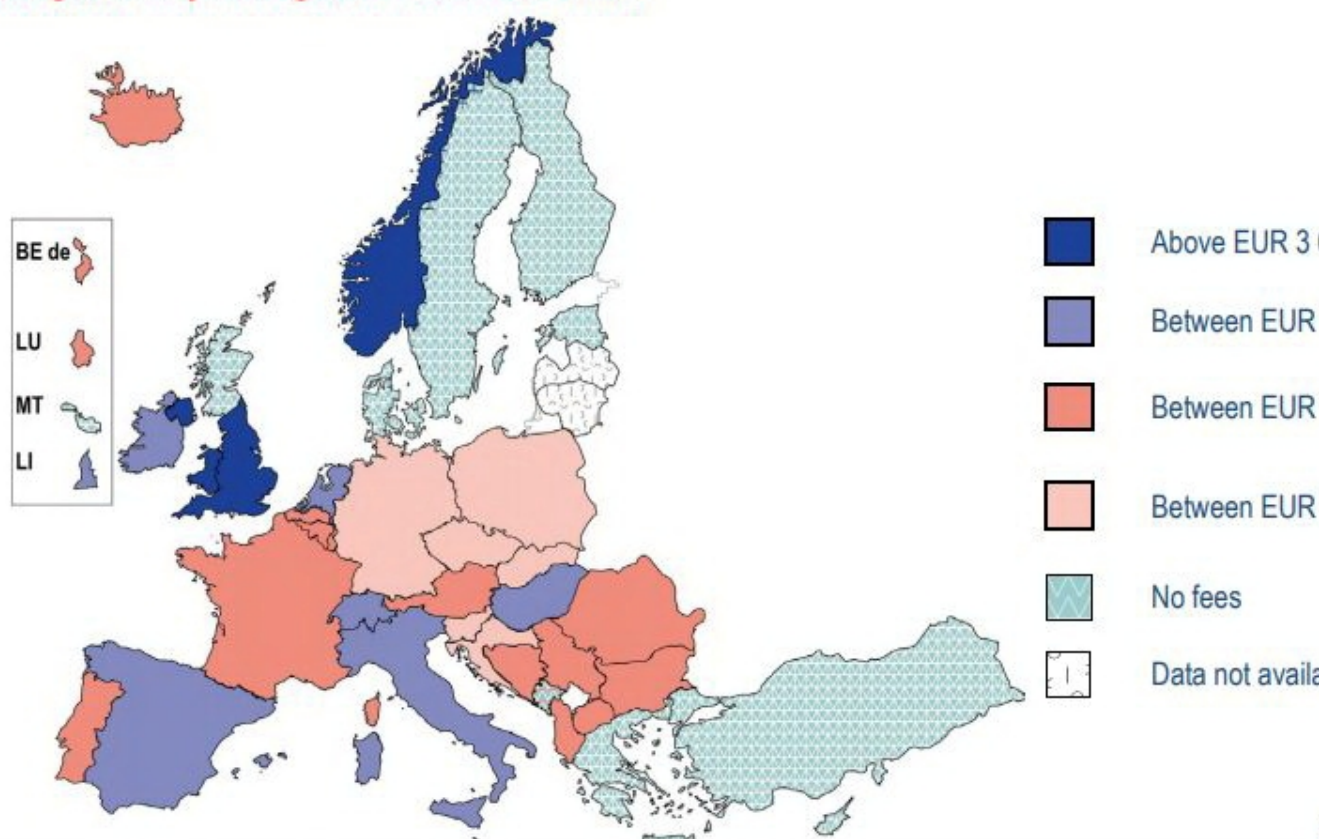 BE de
LU
MT
LI
Above EUR 3
Between EUR
Between EUR
Between EUR
No fees
Data not availa